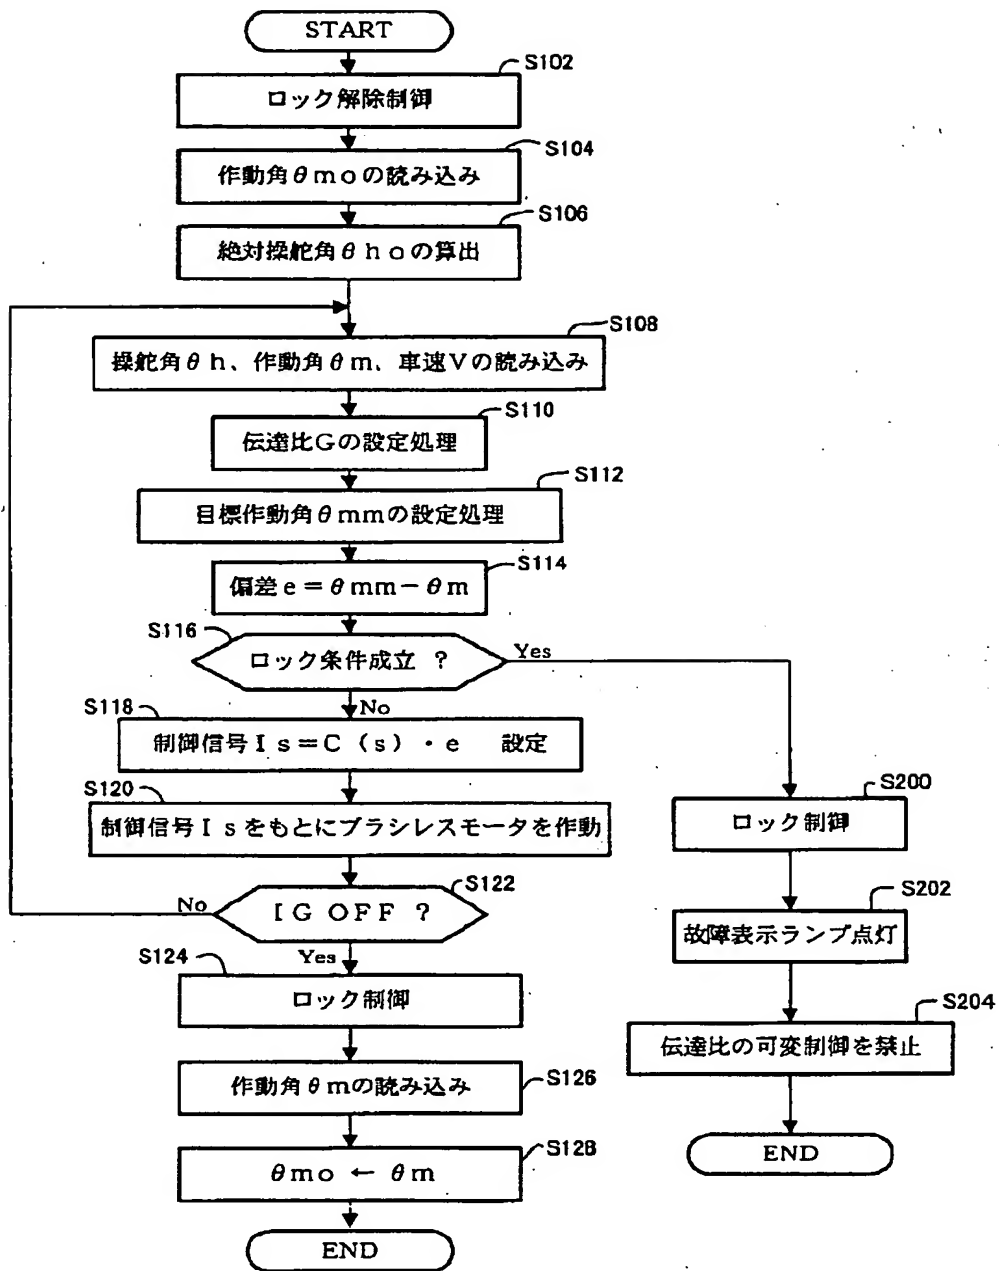 START
S102
ロック解除制御
S104
作動角θmoの読み込み
S106
絶対操舵角θhoの算出
S108
操舵角θh、作動角θm、車速Vの読み込み
S110
伝達比Gの設定処理
S112
目標作動角θmmの設定処理
S114
偏差e=θmm-θm
S116
ロック条件成立 ?
Yes
No
S118
制御信号Is=C(s)・e 設定
S120
制御信号Isをもとにブラシレスモータを作動
S122
IG OFF ?
No
Yes
S124
ロック制御
S126
作動角θmの読み込み
S128
θmo ← θm
END
S200
ロック制御
S202
故障表示ランプ点灯
S204
伝達比の可変制御を禁止
END